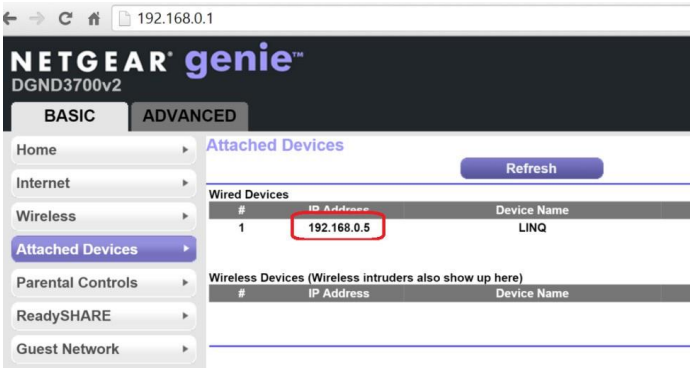 192.168.0.1
NETGEAR® genie™
DGND3700v2
BASIC ADVANCED
Home
Internet
Wireless
Attached Devices
Parental Controls
ReadySHARE
Guest Network
Attached Devices
Refresh
Wired Devices
# IP Address Device Name
1 192.168.0.5 LINQ
Wireless Devices (Wireless intruders also show up here)
# IP Address Device Name